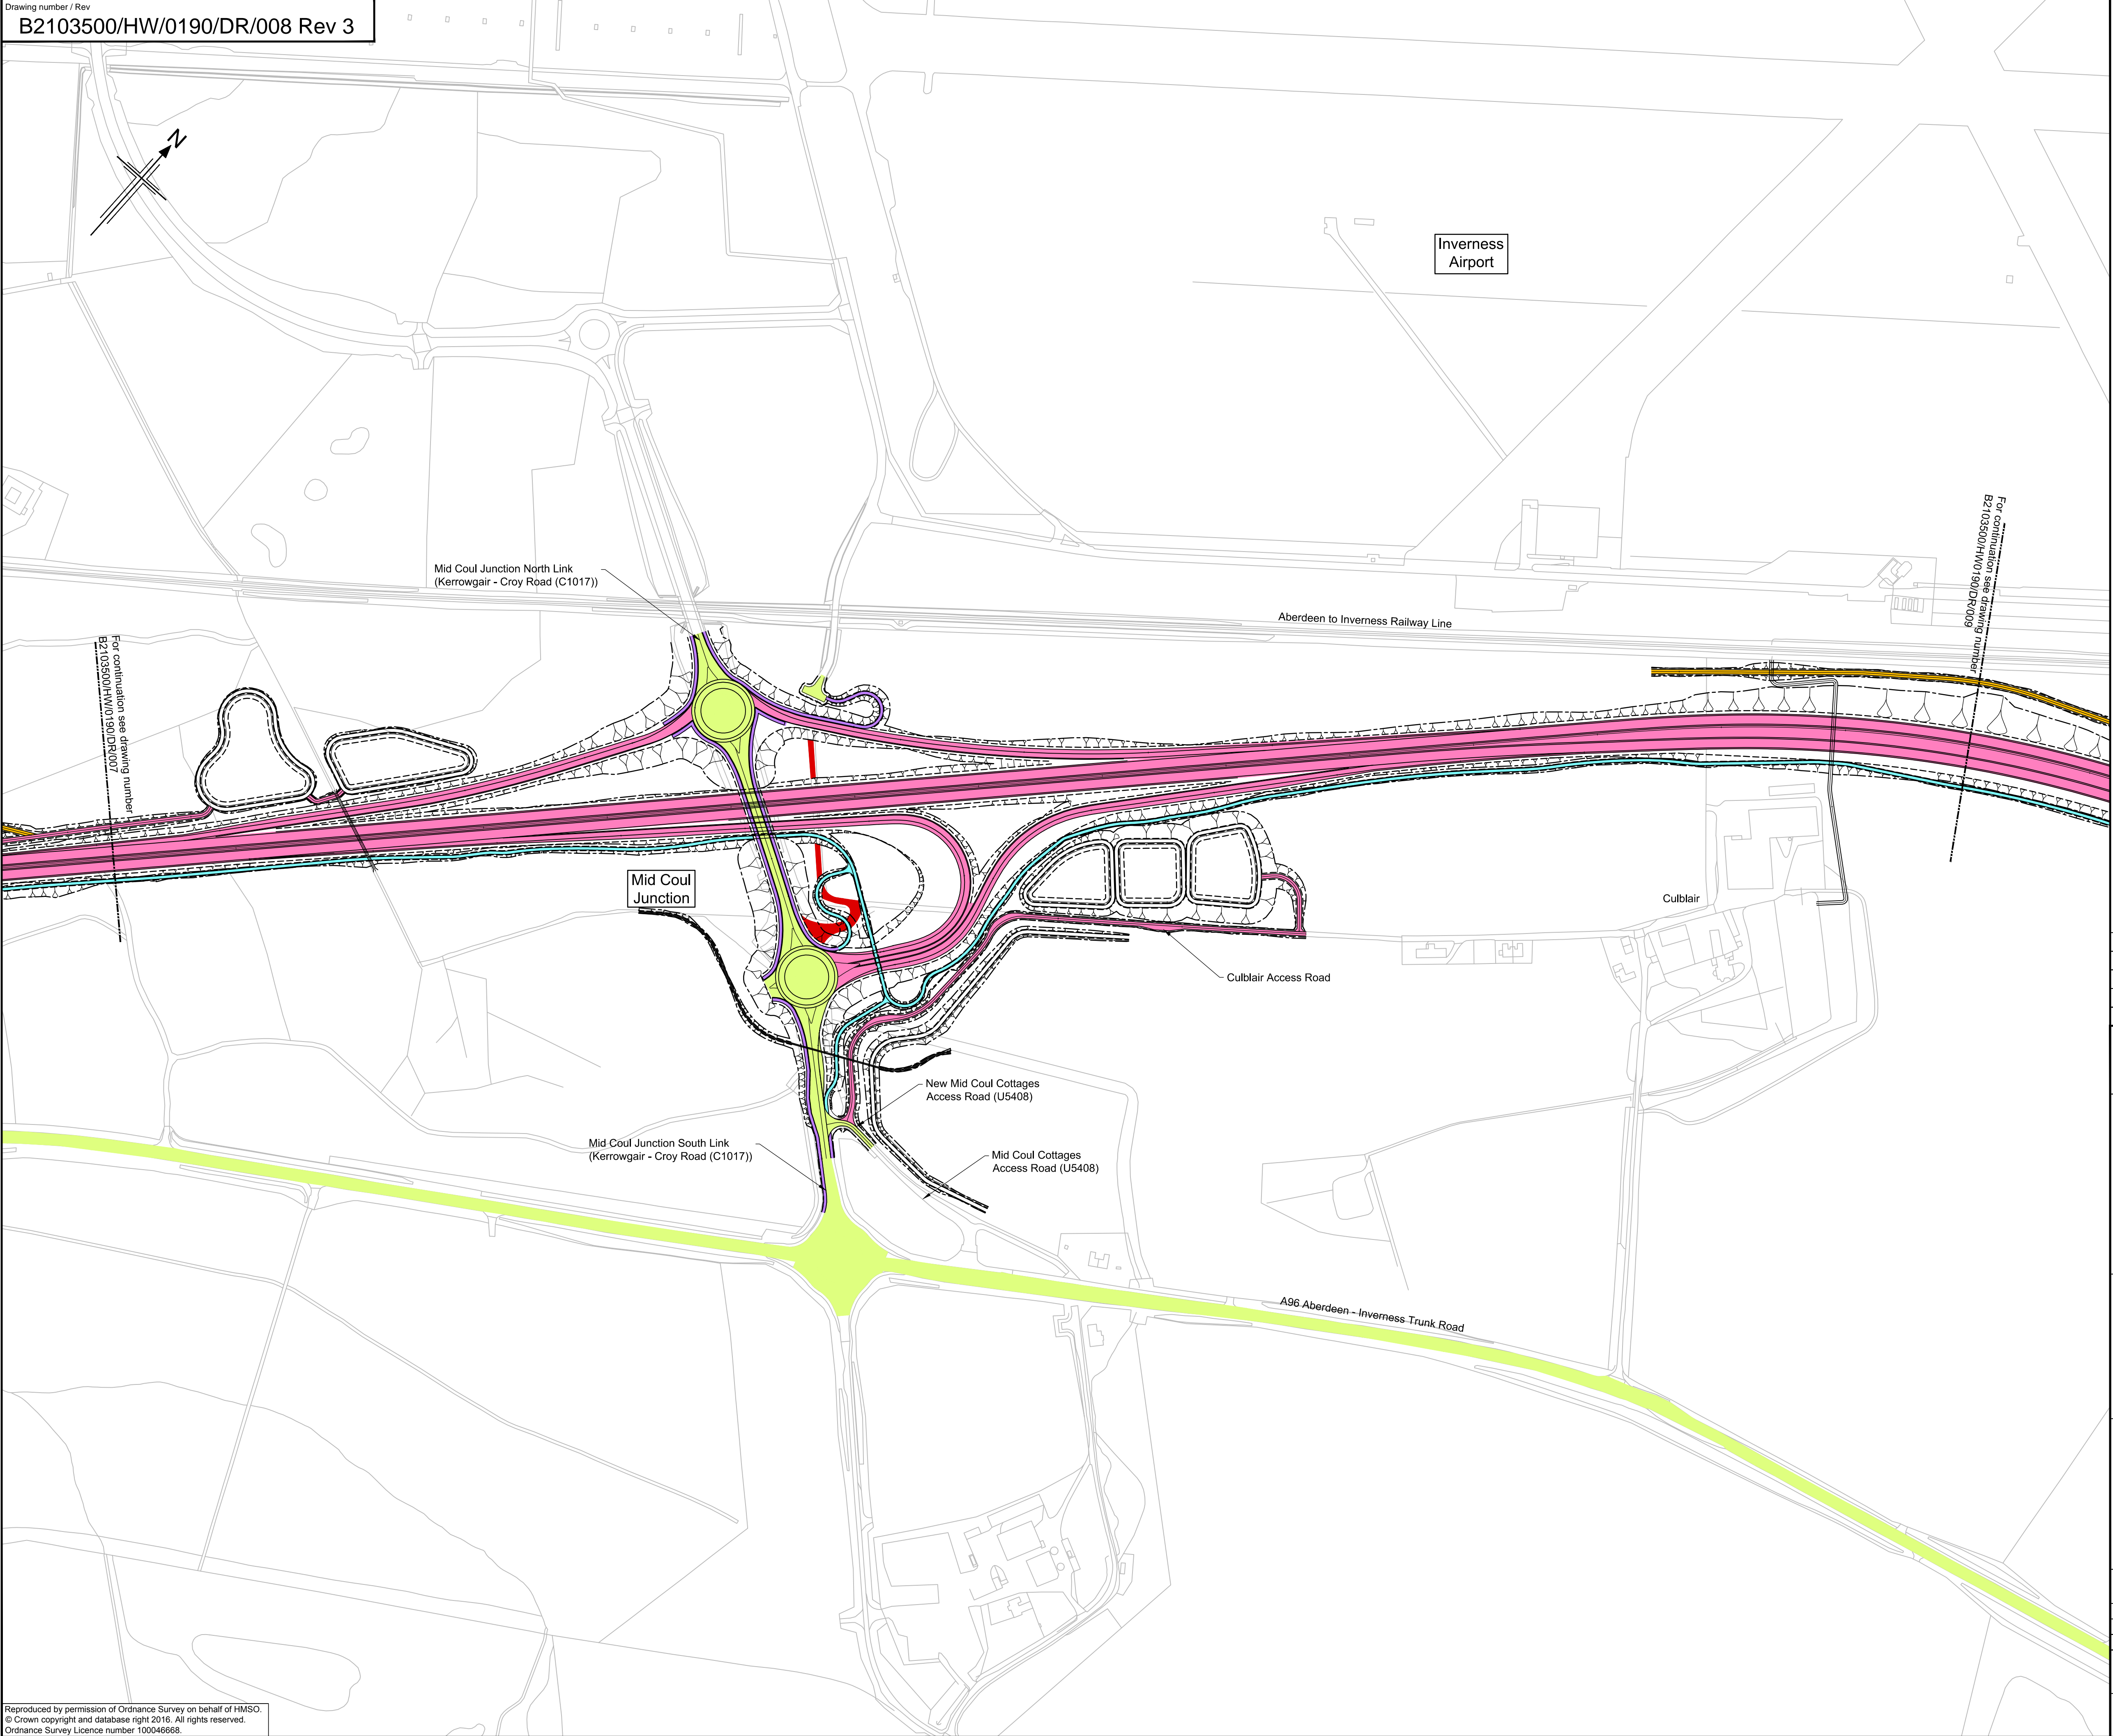 Drawing number / Rev
B2103500/HW/0190/DR/008 Rev 3
N
Inverness
Airport
For continuation see drawing number
B2103500/HW/0190/DR/009
Mid Coul Junction North Link
(Kerrowgair - Croy Road (C1017))
Aberdeen to Inverness Railway Line
For continuation see drawing number
B2103500/HW/0190/DR/007
Mid Coul
Junction
Culblair
Culblair Access Road
New Mid Coul Cottages
Access Road (U5408)
Mid Coul Junction South Link
(Kerrowgair - Croy Road (C1017))
Mid Coul Cottages
Access Road (U5408)
A96 Aberdeen - Inverness Trunk Road
Reproduced by permission of Ordnance Survey on behalf of HMSO.
© Crown copyright and database right 2016. All rights reserved.
Ordnance Survey Licence number 100046668.